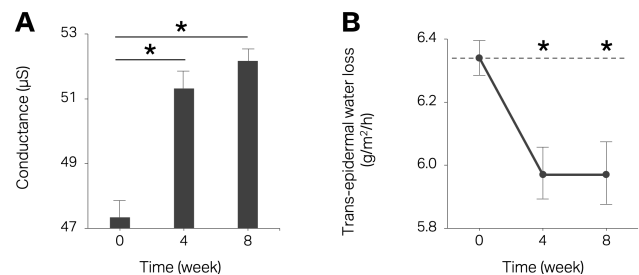 A
Conductance (µS)
53
51
49
47
*
*
0 4 8
Time (week)
B
Trans-epidermal water loss
(g/m²/h)
6.4
6.2
6.0
5.8
* *
0 4 8
Time (week)